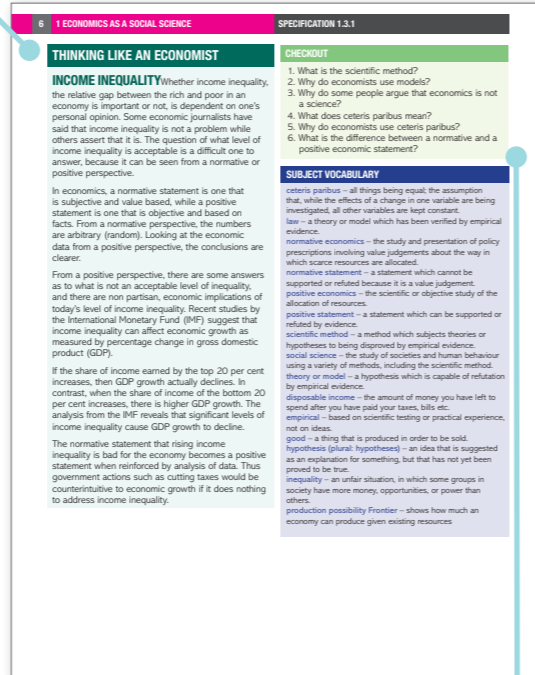 6 1 ECONOMICS AS A SOCIAL SCIENCE SPECIFICATION 1.3.1
THINKING LIKE AN ECONOMIST
INCOME INEQUALITY Whether income inequality,
the relative gap between the rich and poor in an
economy is important or not, is dependent on one's
personal opinion. Some economic journalists have
said that income inequality is not a problem while
others assert that it is. The question of what level of
income inequality is acceptable is a difficult one to
answer, because it can be seen from a normative or
positive perspective.
In economics, a normative statement is one that
is subjective and value based, while a positive
statement is one that is objective and based on
facts. From a normative perspective, the numbers
are arbitrary (random). Looking at the economic
data from a positive perspective, the conclusions are
clearer.
From a positive perspective, there are some answers
as to what is not an acceptable level of inequality,
and there are non partisan, economic implications of
today's level of income inequality. Recent studies by
the International Monetary Fund (IMF) suggest that
income inequality can affect economic growth as
measured by percentage change in gross domestic
product (GDP).
If the share of income earned by the top 20 per cent
increases, then GDP growth actually declines. In
contrast, when the share of income of the bottom 20
per cent increases, there is higher GDP growth. The
analysis from the IMF reveals that significant levels of
income inequality cause GDP growth to decline.
The normative statement that rising income
inequality is bad for the economy becomes a positive
statement when reinforced by analysis of data. Thus
government actions such as cutting taxes would be
counterintuitive to economic growth if it does nothing
to address income inequality.
CHECKOUT
1. What is the scientific method?
2. Why do economists use models?
3. Why do some people argue that economics is not
a science?
4. What does ceteris paribus mean?
5. Why do economists use ceteris paribus?
6. What is the difference between a normative and a
positive economic statement?
SUBJECT VOCABULARY
ceteris paribus – all things being equal; the assumption
that, while the effects of a change in one variable are being
investigated, all other variables are kept constant.
law – a theory or model which has been verified by empirical
evidence.
normative economics – the study and presentation of policy
prescriptions involving value judgements about the way in
which scarce resources are allocated.
normative statement – a statement which cannot be
supported or refuted because it is a value judgement.
positive economics – the scientific or objective study of the
allocation of resources.
positive statement – a statement which can be supported or
refuted by evidence.
scientific method – a method which subjects theories or
hypotheses to being disproved by empirical evidence.
social science – the study of societies and human behaviour
using a variety of methods, including the scientific method.
theory or model – a hypothesis which is capable of refutation
by empirical evidence.
disposable income – the amount of money you have left to
spend after you have paid your taxes, bills etc.
empirical – based on scientific testing or practical experience,
not on ideas.
good – a thing that is produced in order to be sold.
hypothesis (plural: hypotheses) – an idea that is suggested
as an explanation for something, but that has not yet been
proved to be true.
inequality – an unfair situation, in which some groups in
society have more money, opportunities, or power than
others.
production possibility Frontier – shows how much an
economy can produce given existing resources